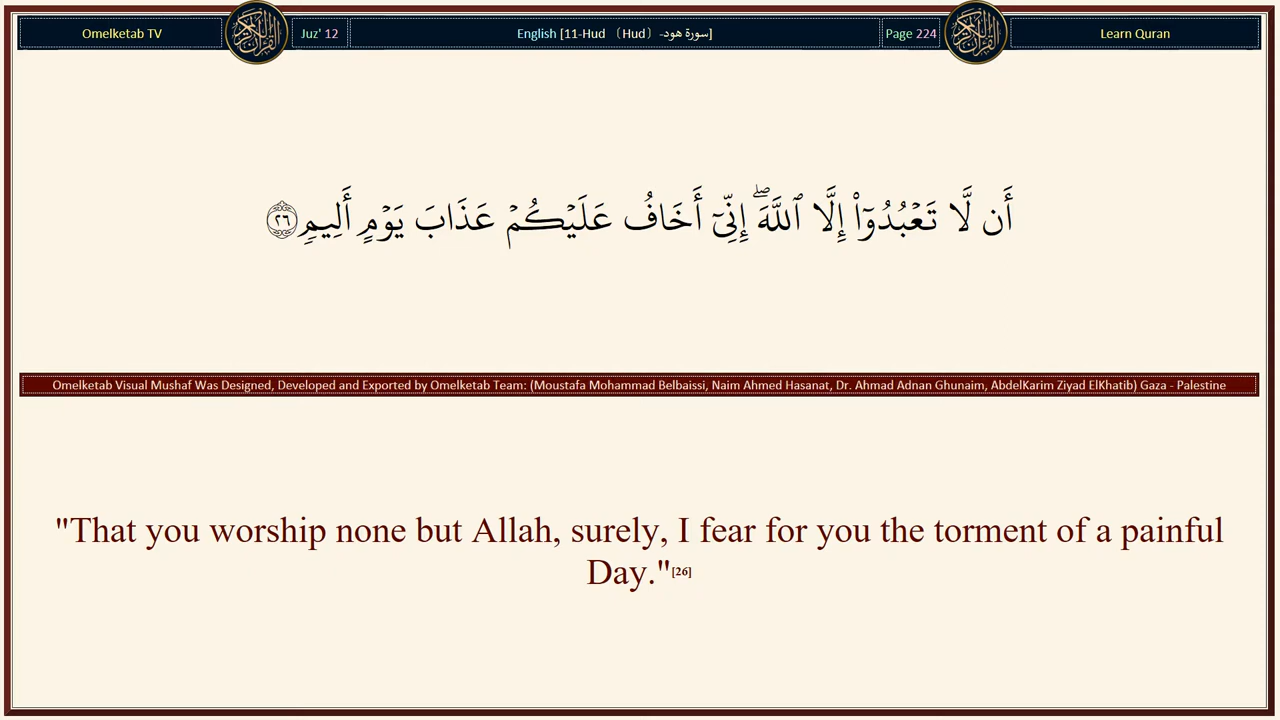 Omelketab TV
Juz' 12
English [11-Hud （Hud） -سورة هود]
Page 224
Learn Quran
أَن لَّا تَعۡبُدُوٓاْ إِلَّا ٱللَّهَۖ إِنِّيٓ أَخَافُ عَلَيۡكُمۡ عَذَابَ يَوۡمٍ أَلِيمٖ ٢٦
Omelketab Visual Mushaf Was Designed, Developed and Exported by Omelketab Team: (Moustafa Mohammad Belbaissi, Naim Ahmed Hasanat, Dr. Ahmad Adnan Ghunaim, AbdelKarim Ziyad ElKhatib) Gaza - Palestine
"That you worship none but Allah, surely, I fear for you the torment of a painful
Day."[26]